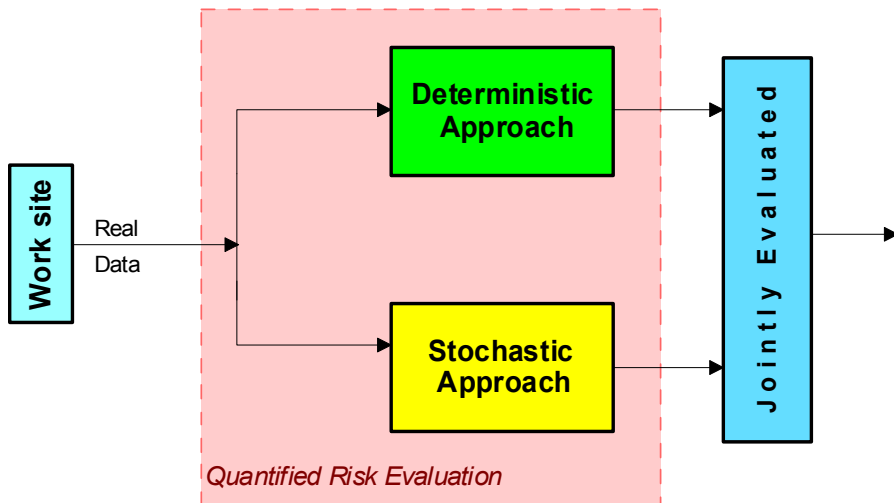 Work site
Real
Data
Deterministic
Approach
Stochastic
Approach
Quantified Risk Evaluation
Jointly Evaluated